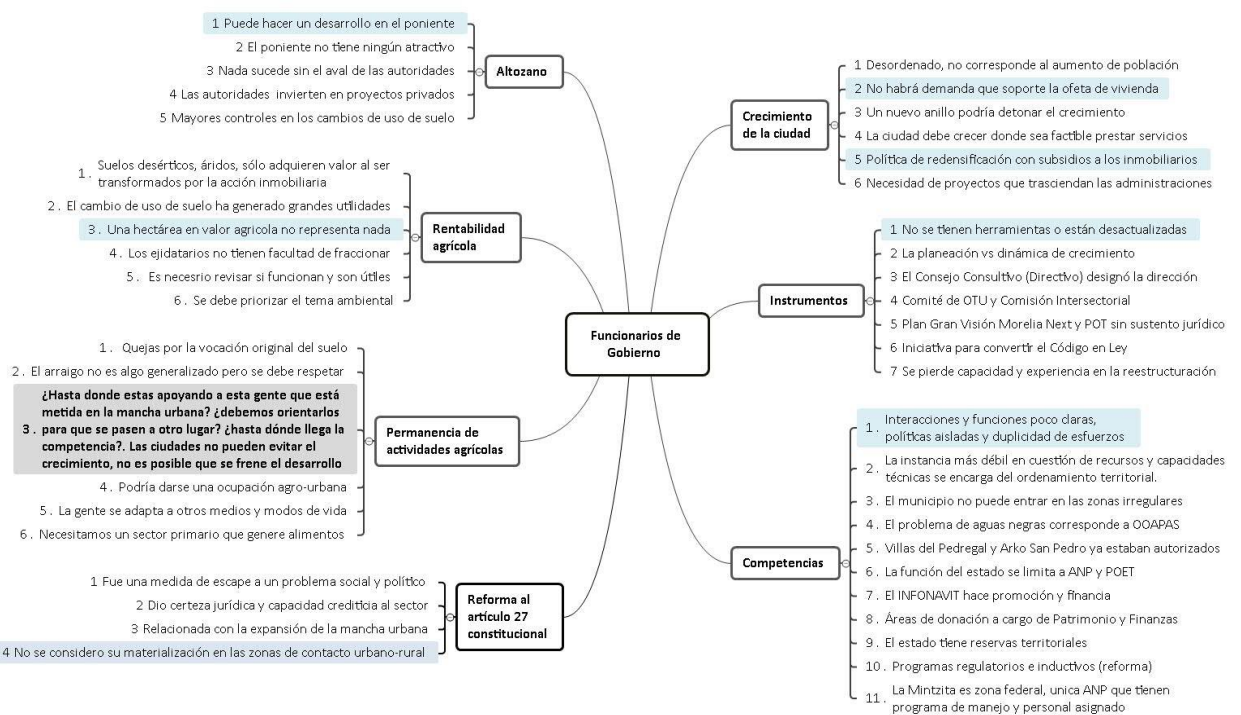 Funcionarios de
Gobierno
Altozano
1 Puede hacer un desarrollo en el poniente
2 El poniente no tiene ningún atractivo
3 Nada sucede sin el aval de las autoridades
4 Las autoridades invierten en proyectos privados
5 Mayores controles en los cambios de uso de suelo
Rentabilidad
agrícola
1. Suelos desérticos, áridos, sólo adquieren valor al ser
transformados por la acción inmobiliaria
2. El cambio de uso de suelo ha generado grandes utilidades
3. Una hectárea en valor agricola no representa nada
4. Los ejidatarios no tienen facultad de fraccionar
5. Es necesrio revisar si funcionan y son útiles
6. Se debe priorizar el tema ambiental
Permanencia de
actividades agrícolas
1. Quejas por la vocación original del suelo
2. El arraigo no es algo generalizado pero se debe respetar
¿Hasta donde estas apoyando a esta gente que está
metida en la mancha urbana? ¿debemos orientarlos
3. para que se pasen a otro lugar? ¿hasta dónde llega la
competencia?. Las ciudades no pueden evitar el
crecimiento, no es posible que se frene el desarrollo
4. Podría darse una ocupación agro-urbana
5. La gente se adapta a otros medios y modos de vida
6. Necesitamos un sector primario que genere alimentos
Reforma al
artículo 27
constitucional
1 Fue una medida de escape a un problema social y político
2 Dio certeza jurídica y capacidad crediticia al sector
3 Relacionada con la expansión de la mancha urbana
4 No se considero su materialización en las zonas de contacto urbano-rural
Crecimiento
de la ciudad
1 Desordenado, no corresponde al aumento de población
2 No habrá demanda que soporte la ofeta de vivienda
3 Un nuevo anillo podría detonar el crecimiento
4 La ciudad debe crecer donde sea factible prestar servicios
5 Política de redensificación con subsidios a los inmobiliarios
6 Necesidad de proyectos que trasciendan las administraciones
Instrumentos
1 No se tienen herramientas o están desactualizadas
2 La planeación vs dinámica de crecimiento
3 El Consejo Consultivo (Directivo) designó la dirección
4 Comité de OTU y Comisión Intersectorial
5 Plan Gran Visión Morelia Next y POT sin sustento jurídico
6 Iniciativa para convertir el Código en Ley
7 Se pierde capacidad y experiencia en la reestructuración
Competencias
1. Interacciones y funciones poco claras,
políticas aisladas y duplicidad de esfuerzos
2. La instancia más débil en cuestión de recursos y capacidades
técnicas se encarga del ordenamiento territorial.
3. El municipio no puede entrar en las zonas irregulares
4. El problema de aguas negras corresponde a OOAPAS
5. Villas del Pedregal y Arko San Pedro ya estaban autorizados
6. La función del estado se limita a ANP y POET
7. El INFONAVIT hace promoción y financia
8. Áreas de donación a cargo de Patrimonio y Finanzas
9. El estado tiene reservas territoriales
10. Programas regulatorios e inductivos (reforma)
11. La Mintzita es zona federal, unica ANP que tienen
programa de manejo y personal asignado